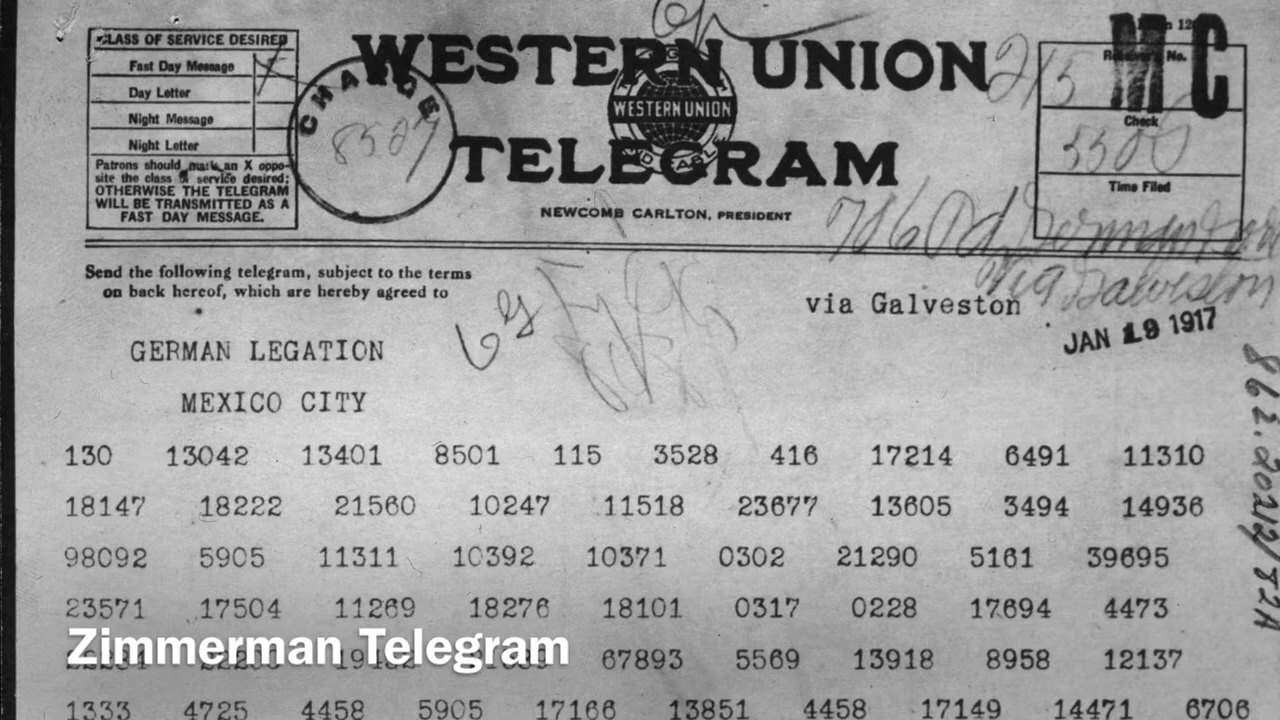 CLASS OF SERVICE DESIRED
Fast Day Message
Day Letter
Night Message
Night Letter
Patrons should mark an X oppo-
site the class of service desired;
OTHERWISE THE TELEGRAM
WILL BE TRANSMITTED AS A
FAST DAY MESSAGE.
CHARGE
WESTERN UNION
WESTERN UNION
TELEGRAM
NEWCOMB CARLTON, PRESIDENT
M C
Check
Time Filed
Send the following telegram, subject to the terms
on back hereof, which are hereby agreed to
via Galveston
via Galveston
JAN 19 1917
GERMAN LEGATION
MEXICO CITY
130 13042 13401 8501 115 3528 416 17214 6491 11310
18147 18222 21560 10247 11518 23677 13605 3494 14936
98092 5905 11311 10392 10371 0302 21290 5161 39695
23571 17504 11269 18276 18101 0317 0228 17694 4473
67893 5569 13918 8958 12137
Zimmerman Telegram
1333 4725 4458 5905 17166 13851 4458 17149 14471 6706